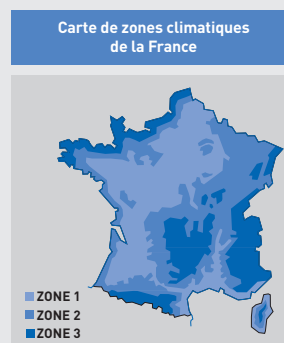 Carte de zones climatiques
de la France
ZONE 1
ZONE 2
ZONE 3